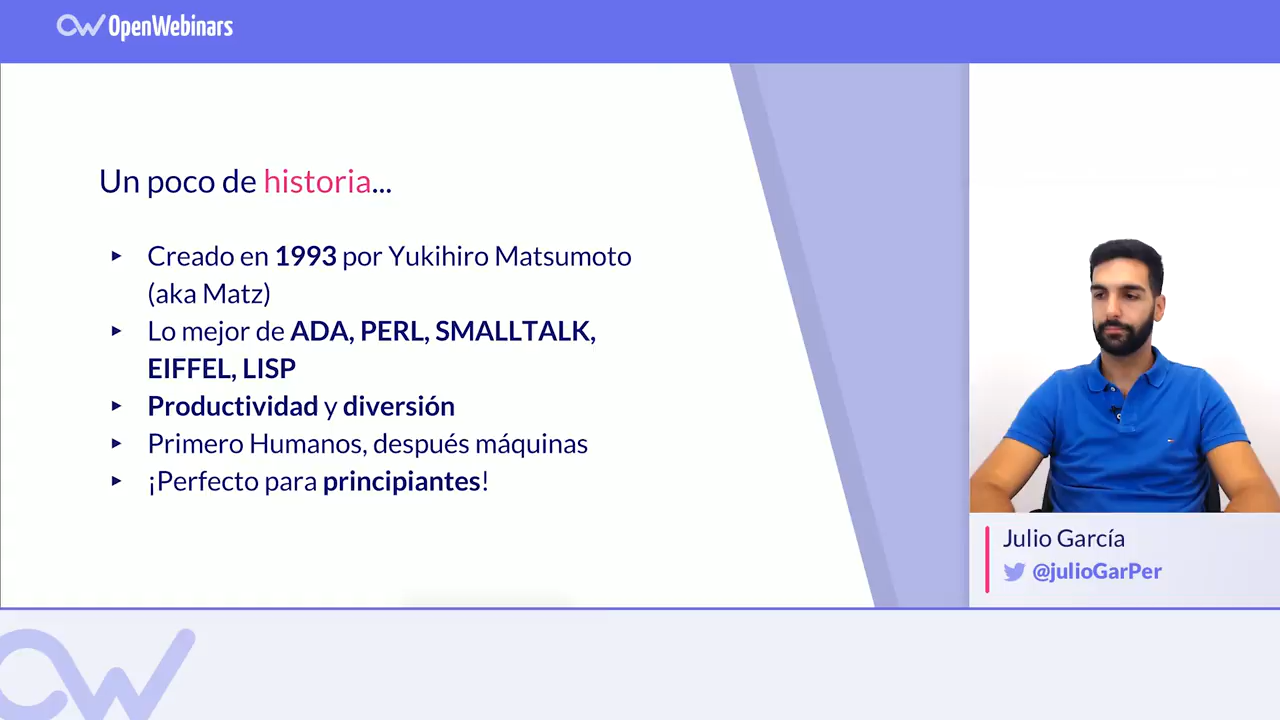 OpenWebinars
Un poco de historia...
▸ Creado en 1993 por Yukihiro Matsumoto
(aka Matz)
▸ Lo mejor de ADA, PERL, SMALLTALK,
EIFFEL, LISP
▸ Productividad y diversión
▸ Primero Humanos, después máquinas
▸ ¡Perfecto para principiantes!
Julio García
@julioGarPer